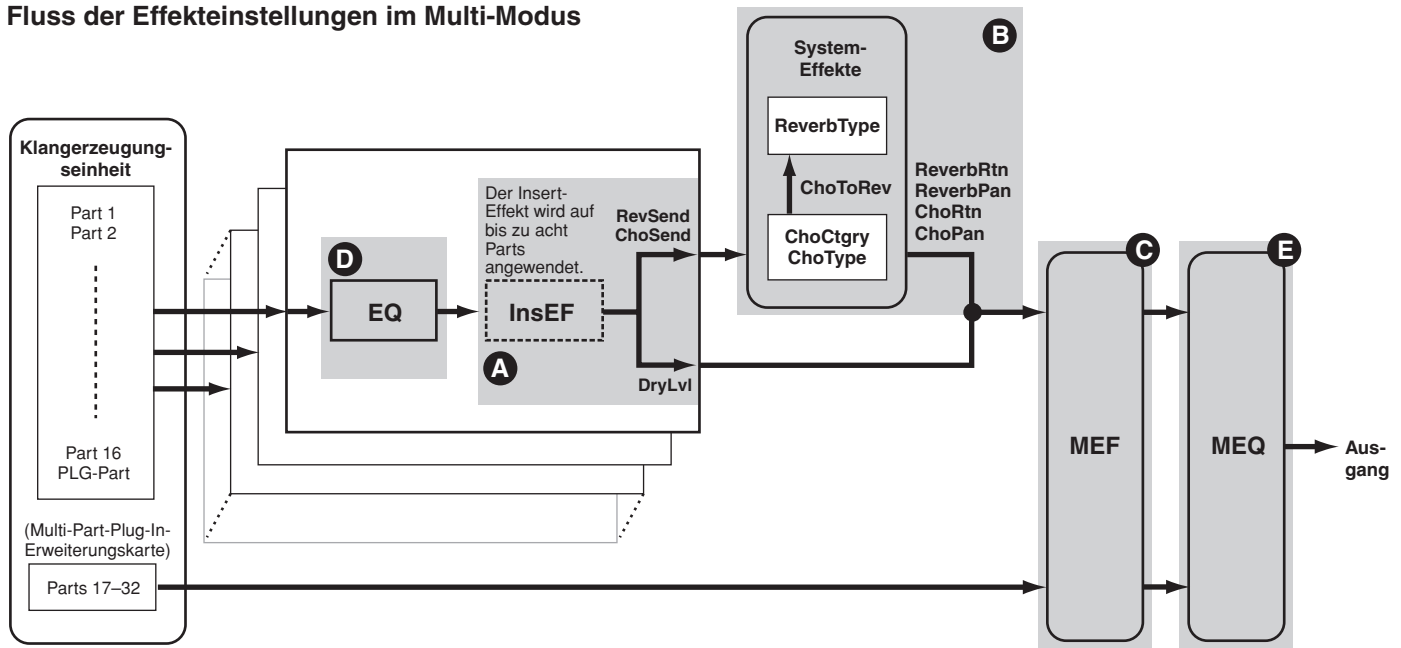 Fluss der Effekteinstellungen im Multi-Modus
Klangerzeugung-
seinheit
Part 1
Part 2
Part 16
PLG-Part
(Multi-Part-Plug-In-
Erweiterungskarte)
Parts 17–32
D
EQ
Der Insert-
Effekt wird auf
bis zu acht
Parts
angewendet.
InsEF
A
RevSend
ChoSend
DryLvl
B
System-
Effekte
ReverbType
ChoToRev
ChoCtgry
ChoType
ReverbRtn
ReverbPan
ChoRtn
ChoPan
C
MEF
E
MEQ
Aus-
gang